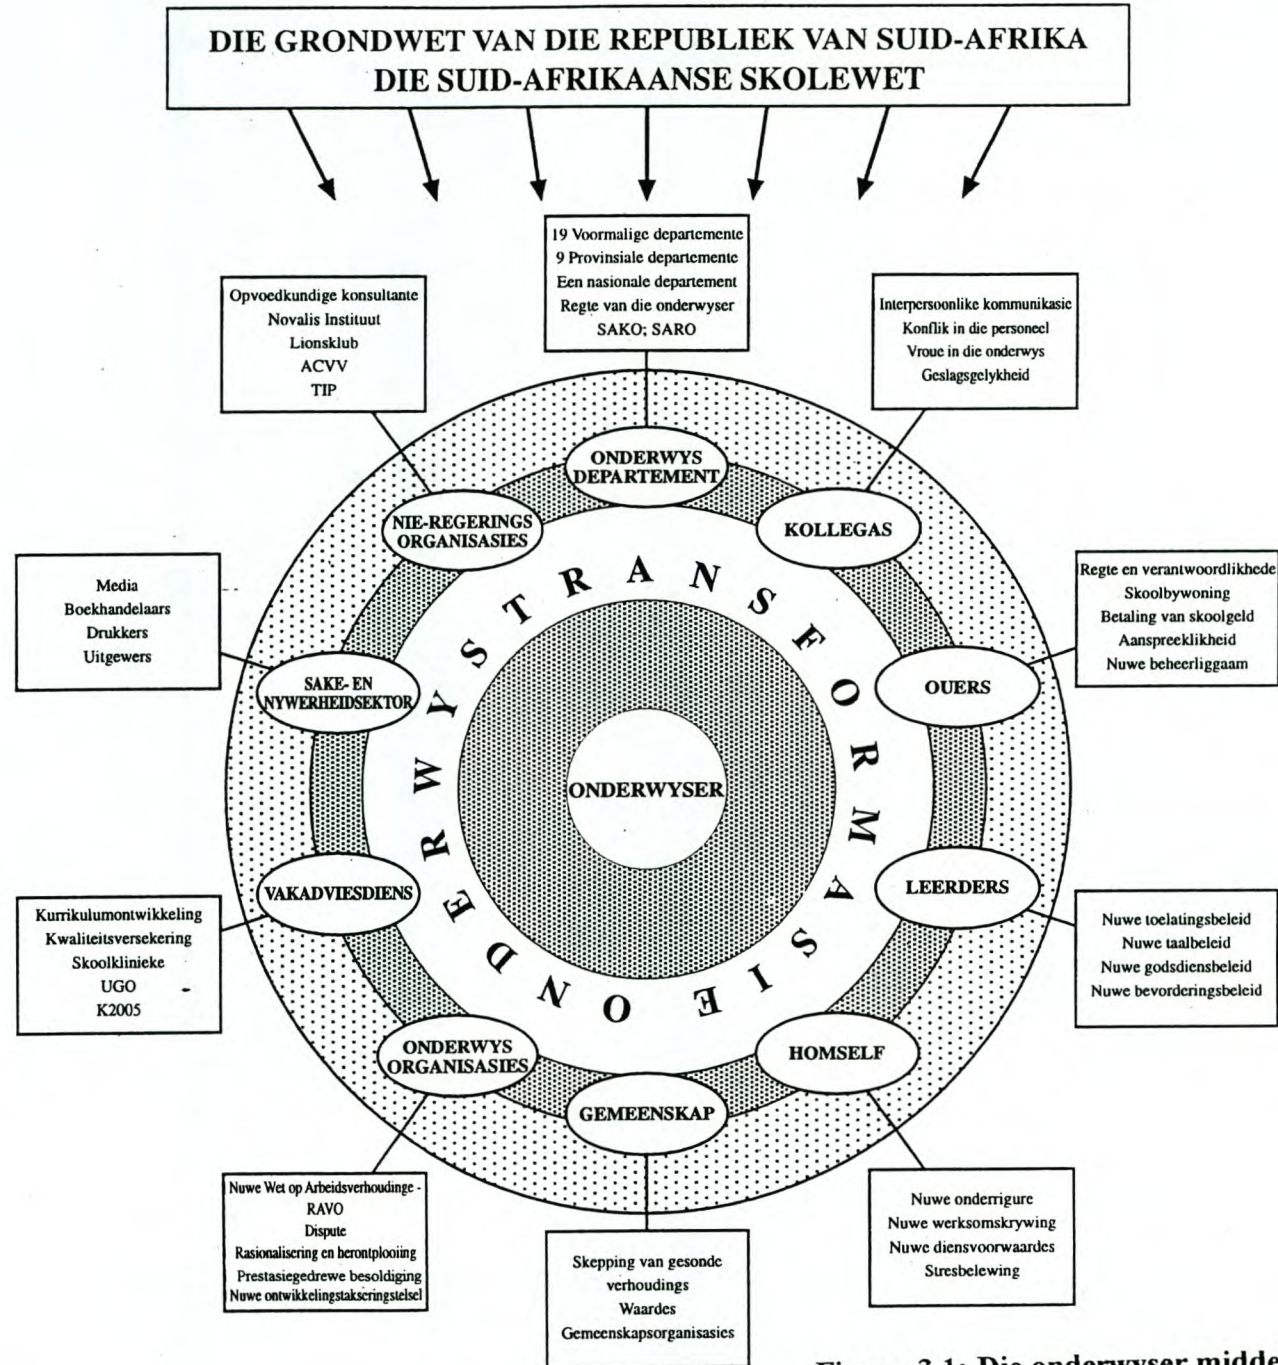 DIE GRONDWET VAN DIE REPUBLIEK VAN SUID-AFRIKA
DIE SUID-AFRIKAANSE SKOLEWET
19 Voormalige departemente
9 Provinsiale departemente
Een nasionale departement
Regte van die onderwyser
SAKO; SARO
Opvoedkundige konsultante
Novalis Instituut
Lionsklub
ACVV
TIP
Interpersoonlike kommunikasie
Konflik in die personeel
Vroue in die onderwys
Geslagsgelykheid
ONDERWYS
DEPARTEMENT
NIE-REGERINGS
ORGANISASIES
KOLLEGAS
Media
Boekhandelaars
Drukkers
Uitgewers
Regte en verantwoordlikhede
Skoolbywoning
Betaling van skoolgeld
Aanspreeklikheid
Nuwe beheerliggaam
SAKE- EN
NYWERHEIDSEKTOR
OUERS
ONDERWYSTRANSFORMASIE
ONDERWYSER
VAKADVIESDIENS
LEERDERS
Kurrikulumontwikkeling
Kwaliteitsversekering
Skoolklinieke
UGO
K2005
Nuwe toelatingsbeleid
Nuwe taalbeleid
Nuwe godsdiensbeleid
Nuwe bevorderingsbeleid
ONDERWYS
ORGANISASIES
HOMSELF
GEMEENSKAP
Nuwe Wet op Arbeidsverhoudinge -
RAVO
Dispute
Rasionalisering en herontplooiing
Prestasiegedrewe besoldiging
Nuwe ontwikkelingstakseringstelsel
Skepping van gesonde
verhoudings
Waardes
Gemeenskapsorganisasies
Nuwe onderrigure
Nuwe werksomskrywing
Nuwe diensvoorwaardes
Stresbelewing
3.1: Die onderwyser midde